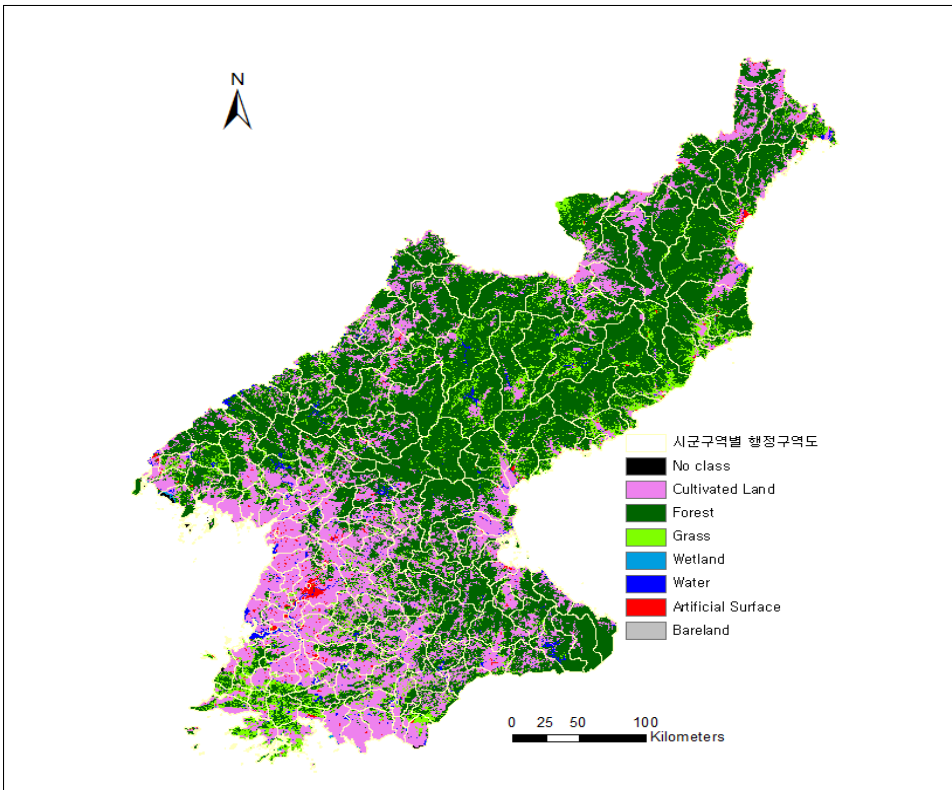 N
시군구역별 행정구역도
No class
Cultivated Land
Forest
Grass
Wetland
Water
Artificial Surface
Bareland
0 25 50 100
Kilometers